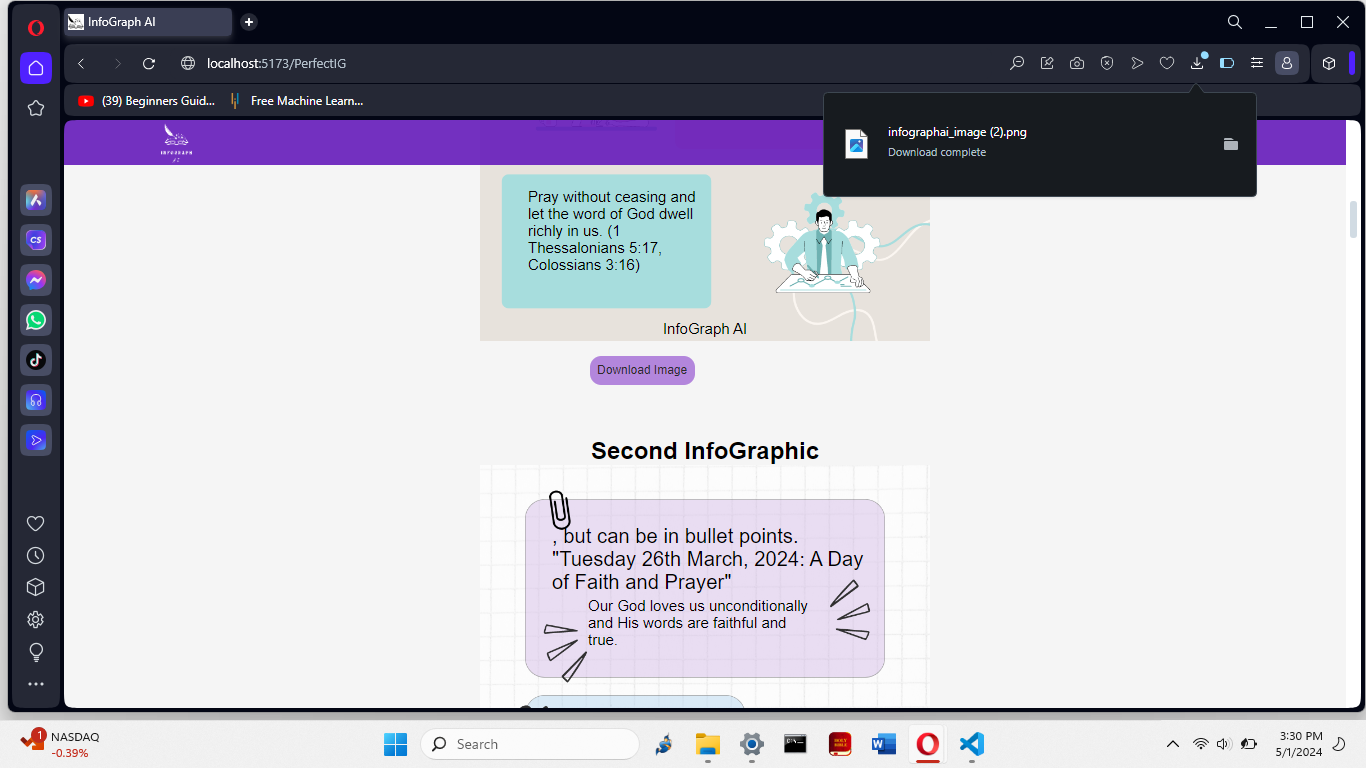 InfoGraph AI
localhost:5173/PerfectIG
(39) Beginners Guid...
Free Machine Learn...
infographai_image (2).png
Download complete
INFOGRAPH
AI
Pray without ceasing and
let the word of God dwell
richly in us. (1
Thessalonians 5:17,
Colossians 3:16)
InfoGraph AI
Download Image
Second InfoGraphic
, but can be in bullet points.
"Tuesday 26th March, 2024: A Day
of Faith and Prayer"
Our God loves us unconditionally
and His words are faithful and
true.
CS
1
NASDAQ
-0.39%
Search
HOLY
BIBLE
W
3:30 PM
5/1/2024